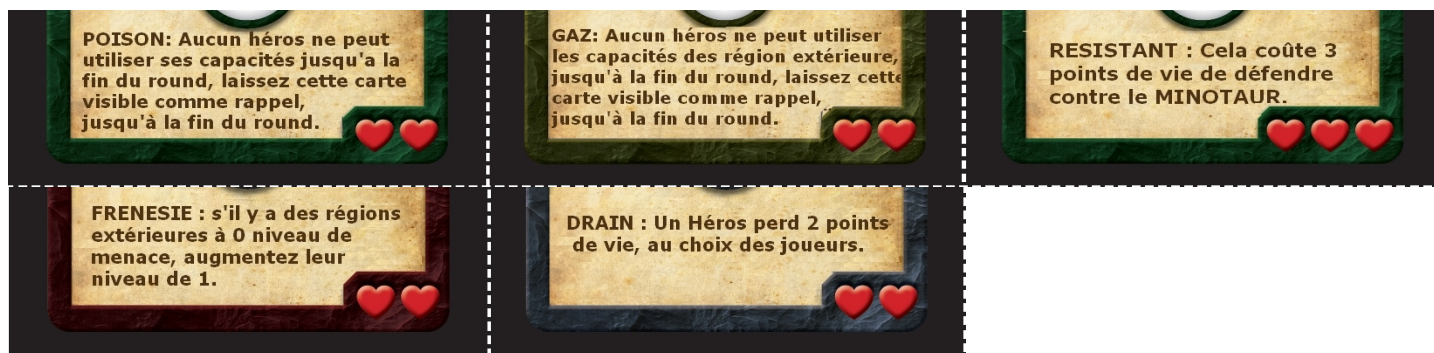 POISON: Aucun héros ne peut
utiliser ses capacités jusqu'a la
fin du round, laissez cette carte
visible comme rappel,
jusqu'à la fin du round.
GAZ: Aucun héros ne peut utiliser
les capacités des région extérieure,
jusqu'à la fin du round, laissez cette
carte visible comme rappel,
jusqu'à la fin du round.
RESISTANT : Cela coûte 3
points de vie de défendre
contre le MINOTAUR.
FRENESIE : s'il y a des régions
extérieures à 0 niveau de
menace, augmentez leur
niveau de 1.
DRAIN : Un Héros perd 2 points
de vie, au choix des joueurs.